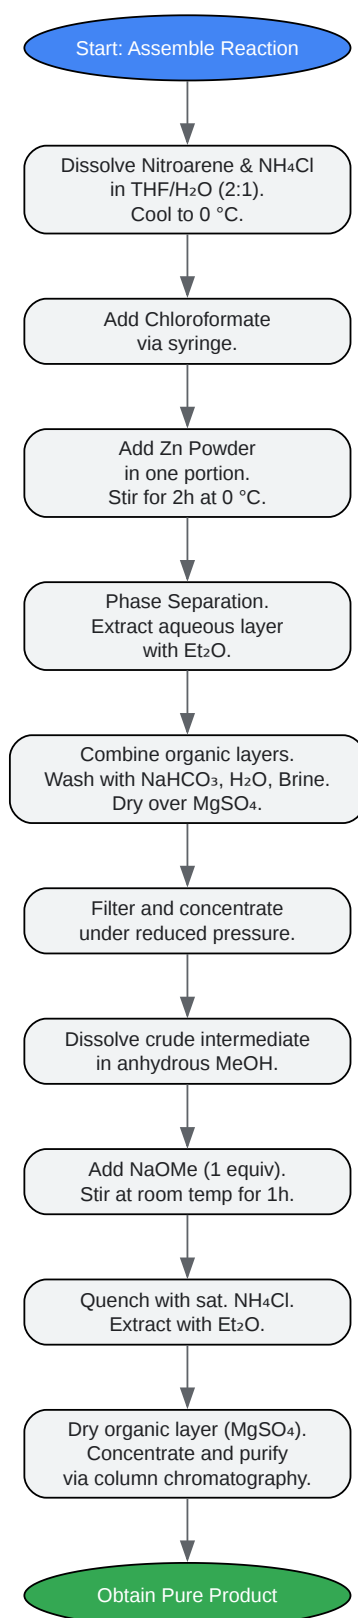 Start: Assemble Reaction
Dissolve Nitroarene & NH₄Cl
in THF/H₂O (2:1).
Cool to 0 °C.
Add Chloroformate
via syringe.
Add Zn Powder
in one portion.
Stir for 2h at 0 °C.
Phase Separation.
Extract aqueous layer
with Et₂O.
Combine organic layers.
Wash with NaHCO₃, H₂O, Brine.
Dry over MgSO₄.
Filter and concentrate
under reduced pressure.
Dissolve crude intermediate
in anhydrous MeOH.
Add NaOMe (1 equiv).
Stir at room temp for 1h.
Quench with sat. NH₄Cl.
Extract with Et₂O.
Dry organic layer (MgSO₄).
Concentrate and purify
via column chromatography.
Obtain Pure Product